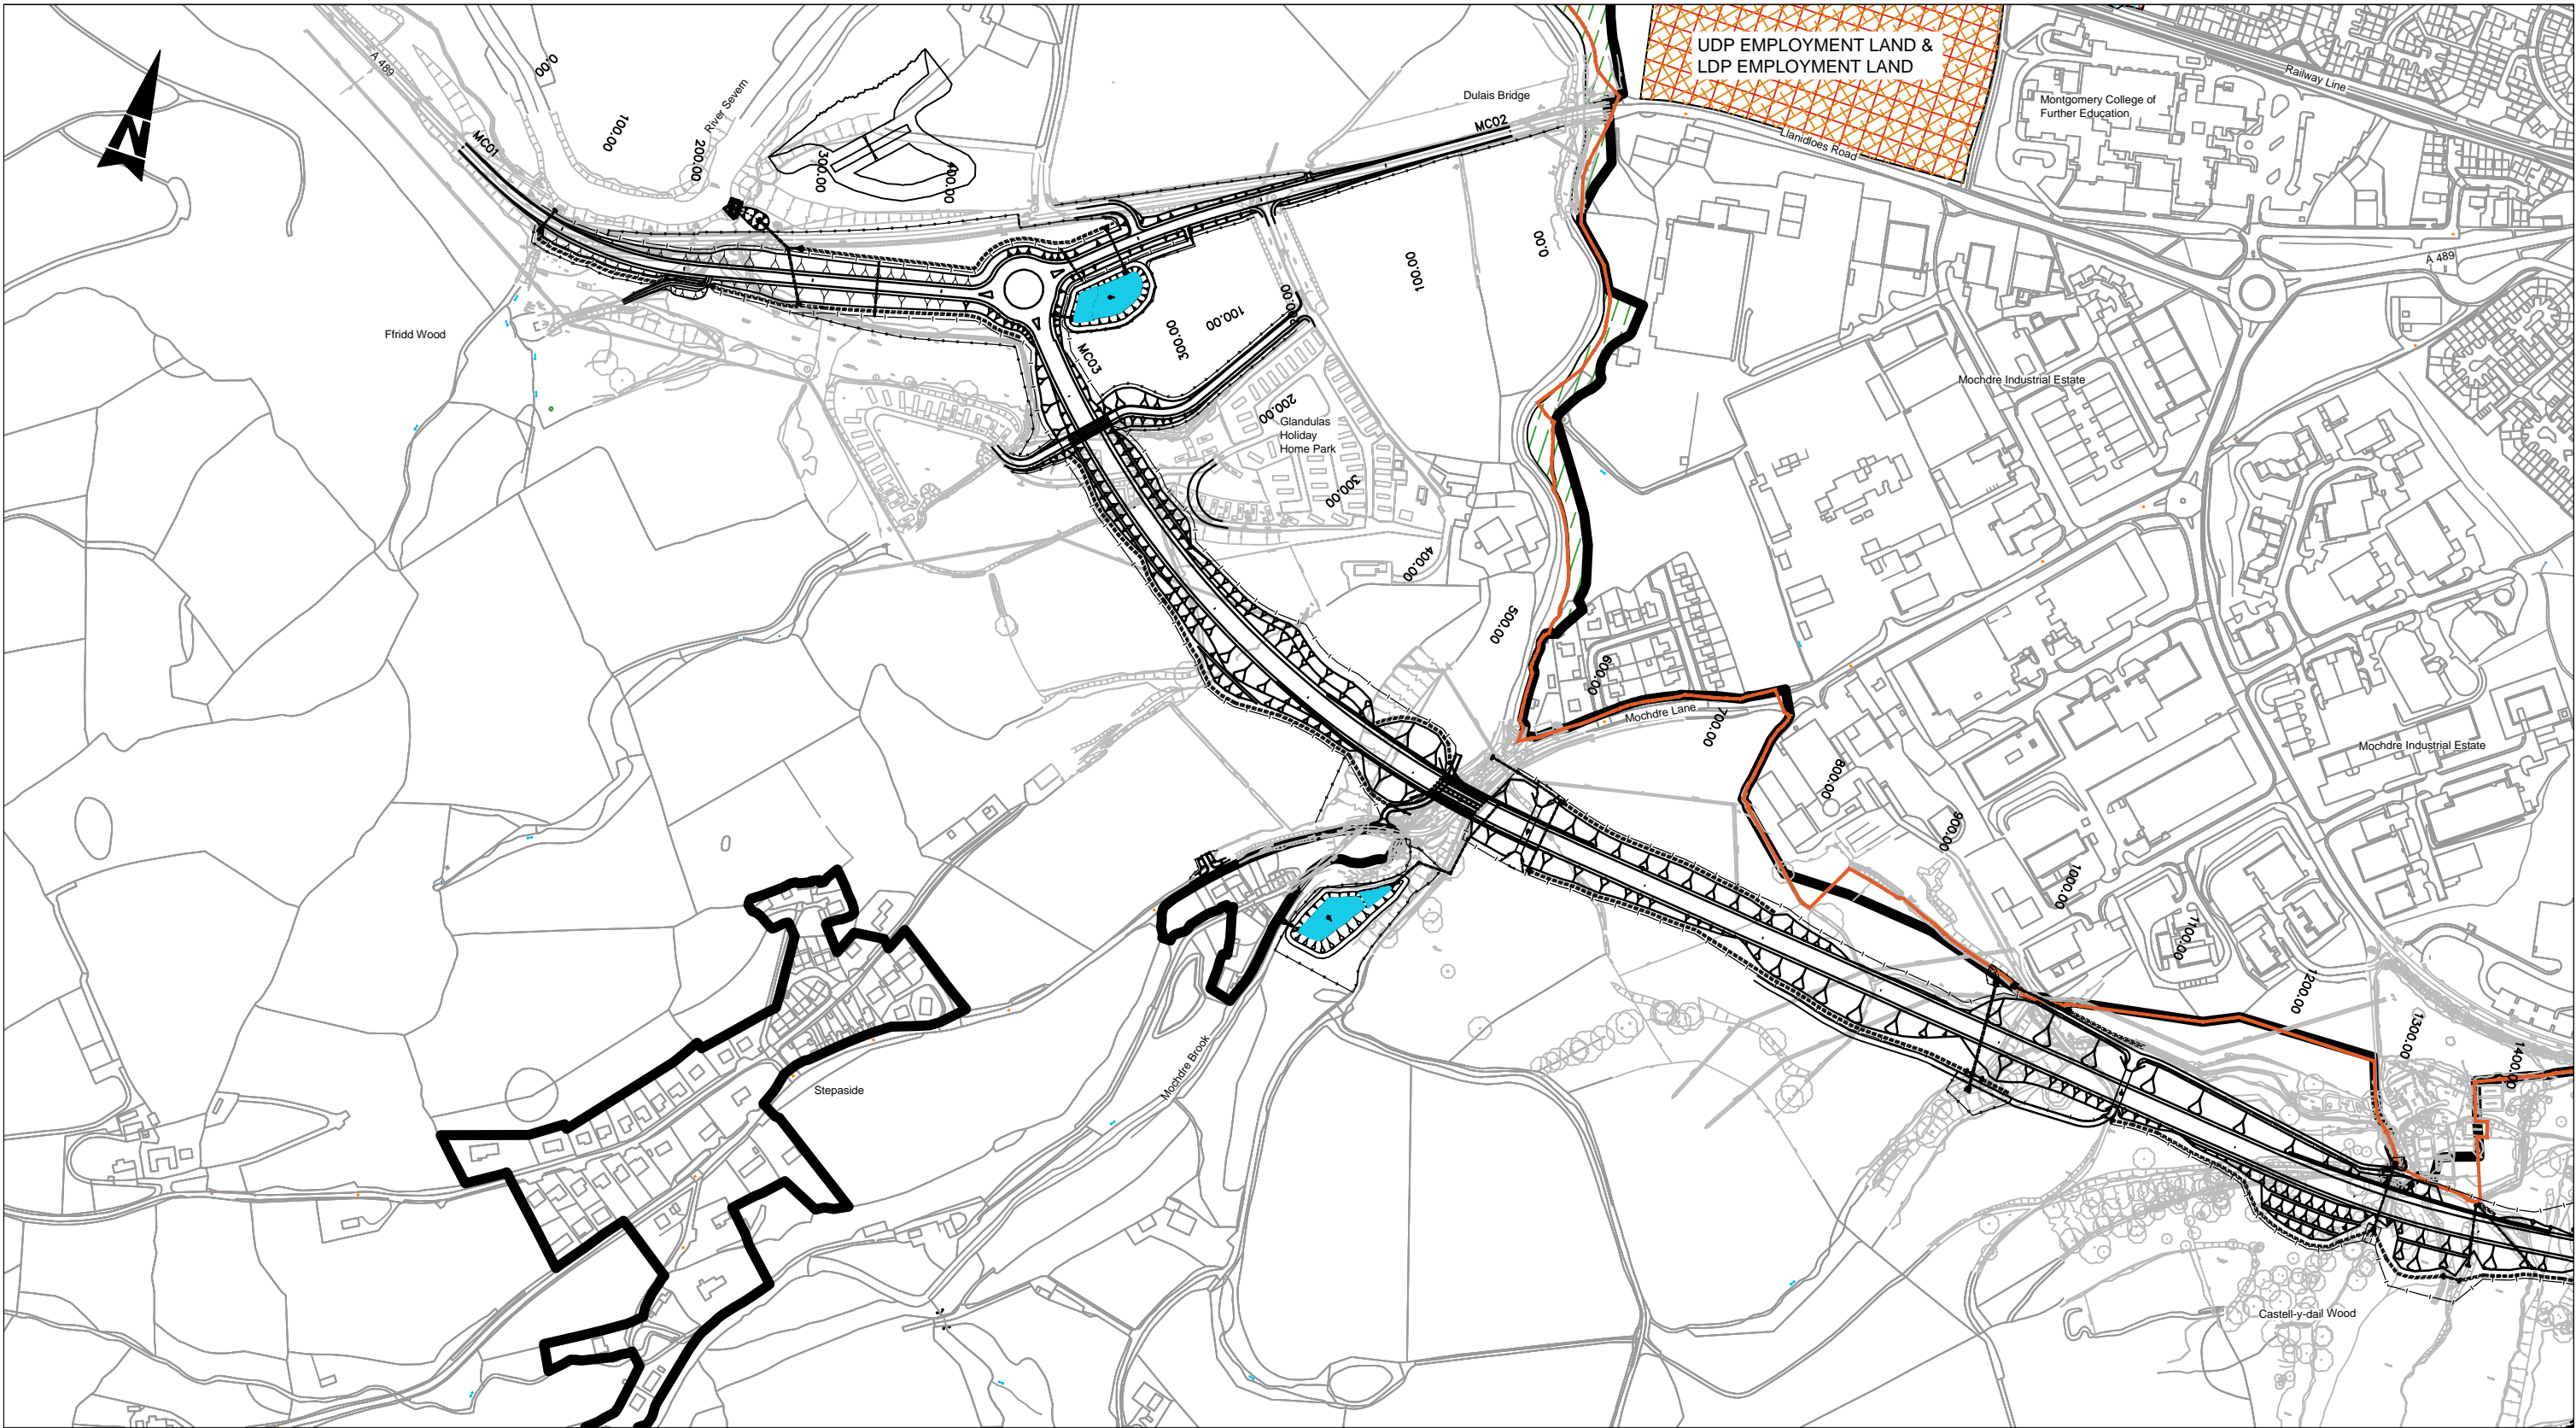 UDP EMPLOYMENT LAND &
LDP EMPLOYMENT LAND
Railway Line
A 489
0.00
River Severn
Dulais Bridge
Montgomery College of
Further Education
100.00
MC01
200.00
300.00
400.00
MC02
Llanidloes Road
A 489
0.00
100.00
Ffridd Wood
0.00
100.00
300.00
MC03
200.00
Glandulas
Holiday
Home Park
300.00
400.00
500.00
600.00
Mochdre Industrial Estate
Mochdre Lane
700.00
Mochdre Industrial Estate
800.00
900.00
1000.00
1100.00
1200.00
1300.00
1400.00
Mochdre Brook
Stepaside
Castell-y-dail Wood
N